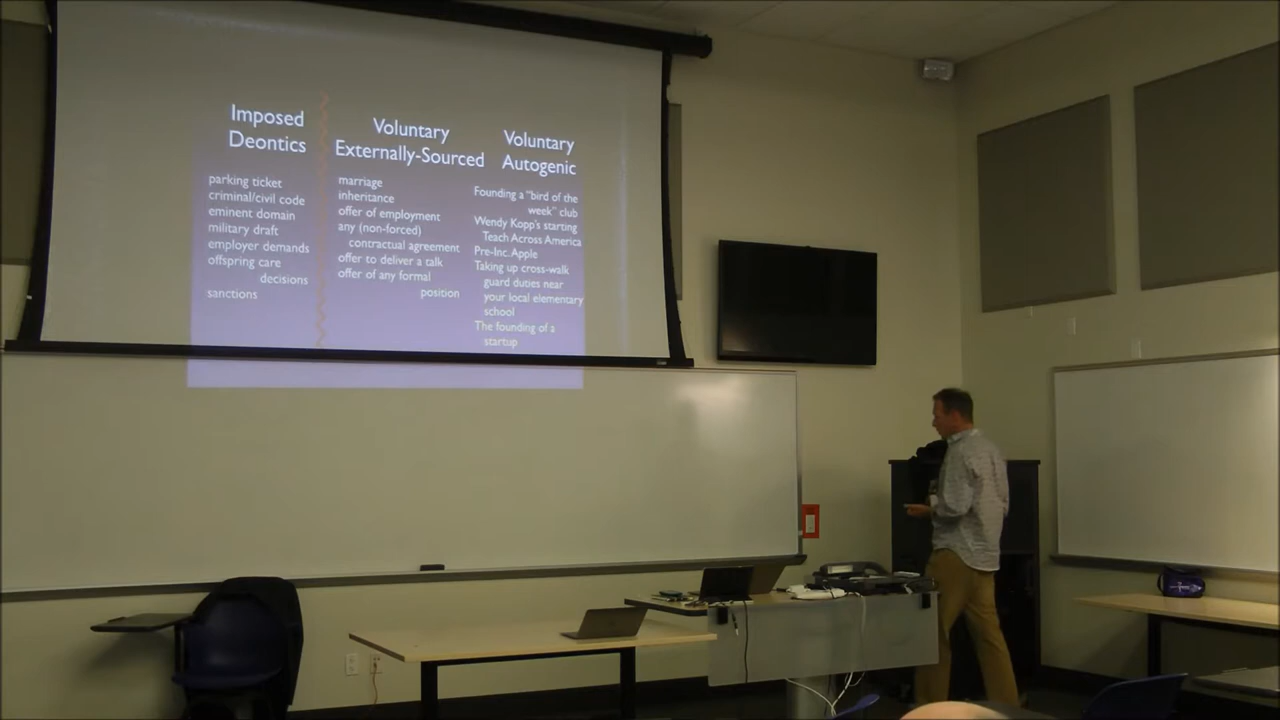 Imposed
Deontics
parking ticket
criminal/civil code
eminent domain
military draft
employer demands
offspring care
decisions
sanctions
Voluntary
Externally-Sourced
marriage
inheritance
offer of employment
any (non-forced)
contractual agreement
offer to deliver a talk
offer of any formal
position
Voluntary
Autogenic
Founding a "bird of the
week" club
Wendy Kopp's starting
Teach Across America
Pre-Inc. Apple
Taking up cross-walk
guard duties near
your local elementary
school
The founding of a
startup